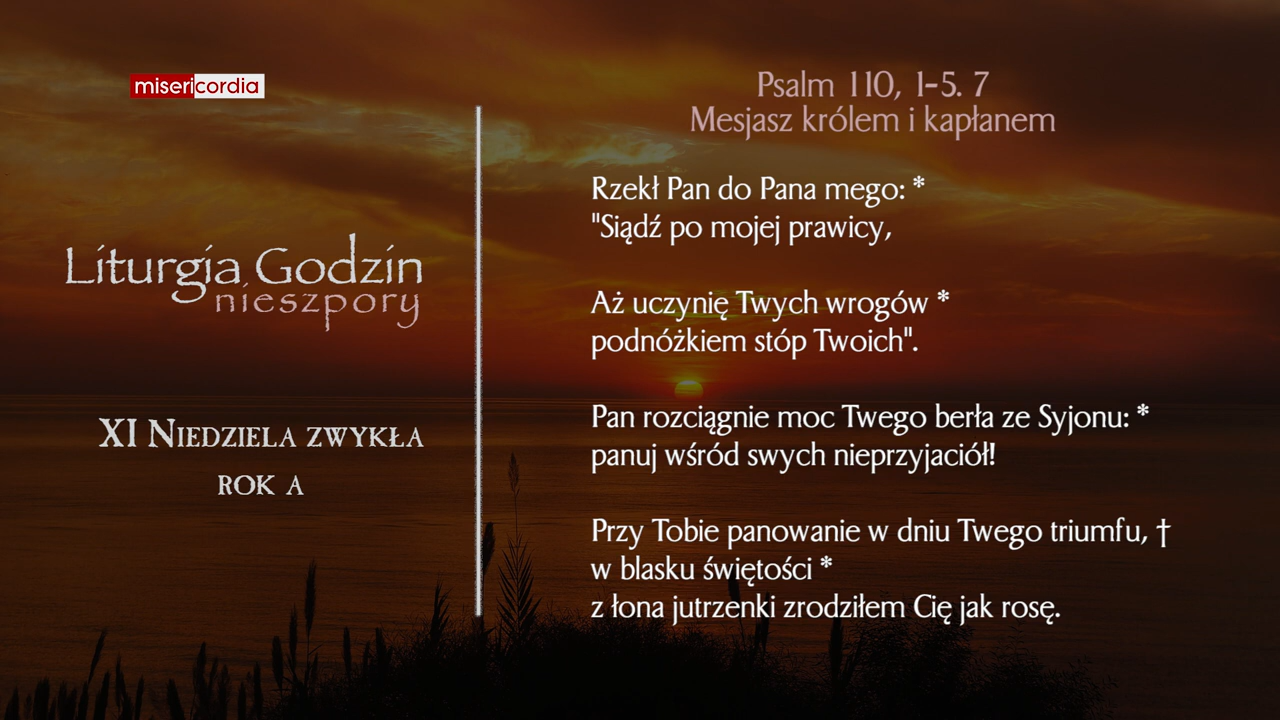 misericordia
Liturgia Godzin
nieszpory
XI Niedziela zwykła
rok A
Psalm 110, 1-5. 7
Mesjasz królem i kapłanem
Rzekł Pan do Pana mego: *
"Siądź po mojej prawicy,
Aż uczynię Twych wrogów *
podnóżkiem stóp Twoich".
Pan rozciągnie moc Twego berła ze Syjonu: *
panuj wśród swych nieprzyjaciół!
Przy Tobie panowanie w dniu Twego triumfu, †
w blasku świętości *
z łona jutrzenki zrodziłem Cię jak rosę.